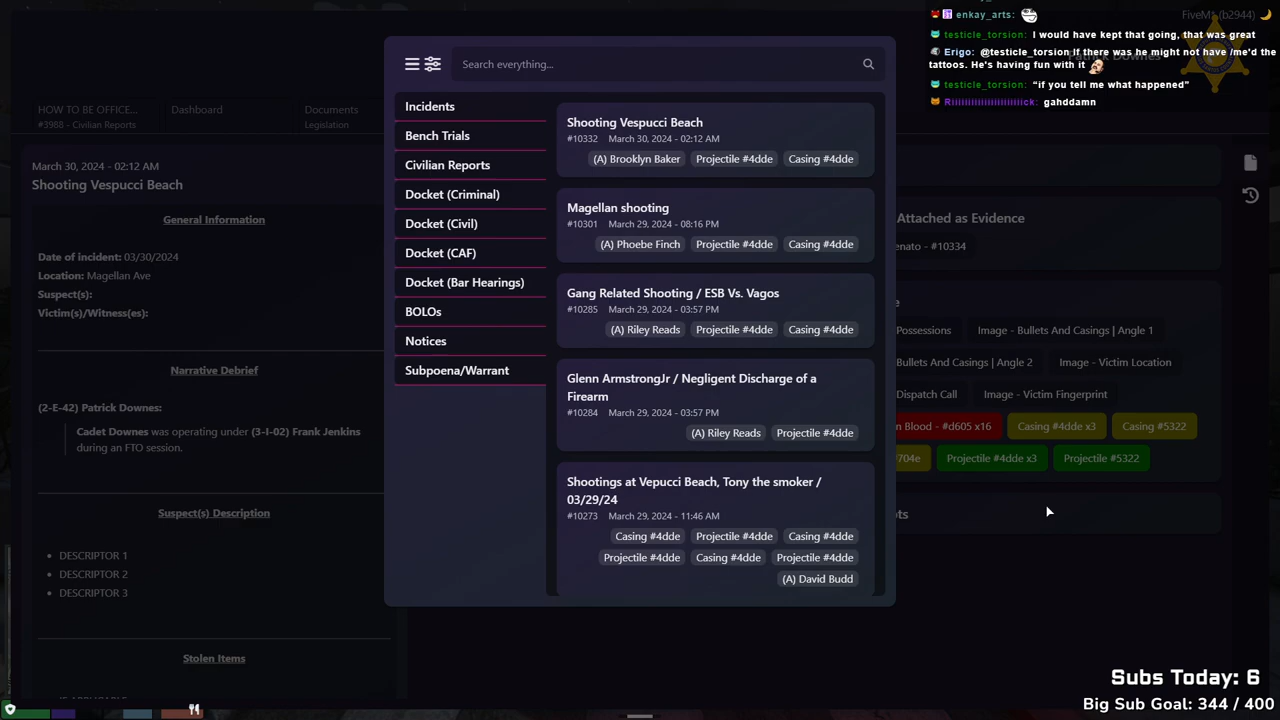 enkay_arts:
FiveM® (b2944)
testicle_torsion: I would have kept that going, that was great
Erigo: @testicle_torsion If there was he might not have /me'd the
tattoos. He's having fun with it
testicle_torsion: "if you tell me what happened"
Riiiiiiiiiiiiiiiiiick: gahddamn
Patrick Downes
HOW TO BE OFFICE...
#3988 - Civilian Reports
Dashboard
Documents
Legislation
March 30, 2024 - 02:12 AM
Shooting Vespucci Beach
General Information
Date of incident: 03/30/2024
Location: Magellan Ave
Suspect(s):
Victim(s)/Witness(es):
Narrative Debrief
(2-E-42) Patrick Downes:
Cadet Downes was operating under (3-I-02) Frank Jenkins
during an FTO session.
Suspect(s) Description
DESCRIPTOR 1
DESCRIPTOR 2
DESCRIPTOR 3
Stolen Items
Search everything...
Incidents
Bench Trials
Civilian Reports
Docket (Criminal)
Docket (Civil)
Docket (CAF)
Docket (Bar Hearings)
BOLOs
Notices
Subpoena/Warrant
Shooting Vespucci Beach
#10332 March 30, 2024 - 02:12 AM
(A) Brooklyn Baker Projectile #4dde Casing #4dde
Magellan shooting
#10301 March 29, 2024 - 08:16 PM
(A) Phoebe Finch Projectile #4dde Casing #4dde
Gang Related Shooting / ESB Vs. Vagos
#10285 March 29, 2024 - 03:57 PM
(A) Riley Reads Projectile #4dde Casing #4dde
Glenn ArmstrongJr / Negligent Discharge of a
Firearm
#10284 March 29, 2024 - 03:57 PM
(A) Riley Reads Projectile #4dde
Shootings at Vepucci Beach, Tony the smoker /
03/29/24
#10273 March 29, 2024 - 11:46 AM
Casing #4dde Projectile #4dde Casing #4dde
Projectile #4dde Casing #4dde Projectile #4dde
(A) David Budd
Attached as Evidence
enato - #10334
Possessions Image - Bullets And Casings | Angle 1
Bullets And Casings | Angle 2 Image - Victim Location
Dispatch Call Image - Victim Fingerprint
n Blood - #d605 x16 Casing #4dde x3 Casing #5322
704e Projectile #4dde x3 Projectile #5322
Subs Today: 6
Big Sub Goal: 344 / 400